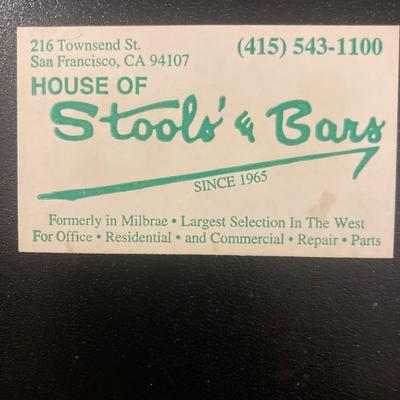 216 Townsend St.
San Francisco, CA 94107
(415) 543-1100
HOUSE OF
Stools' & Bars
SINCE 1965
Formerly in Milbrae • Largest Selection In The West
For Office • Residential • and Commercial • Repair • Parts